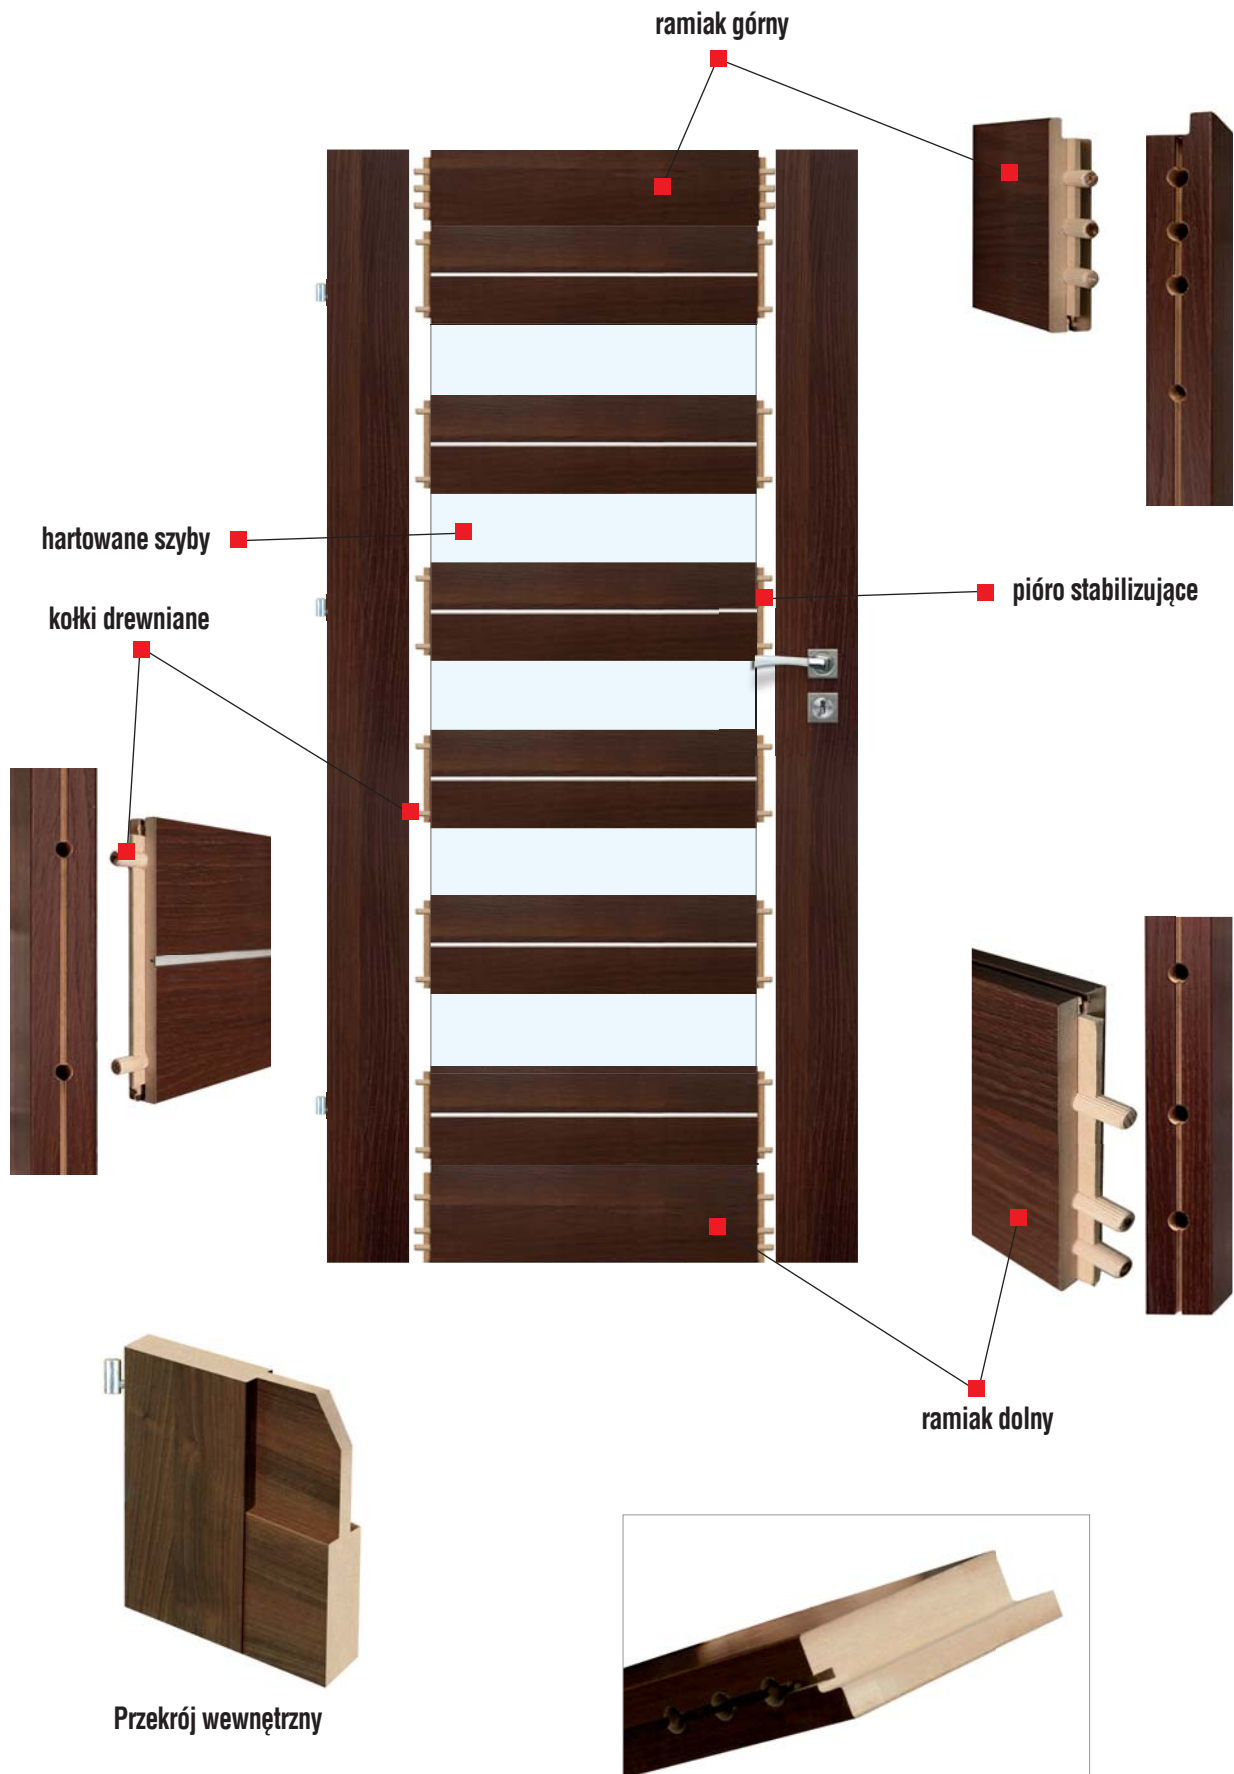 ramiak górny
hartowane szyby
pióro stabilizujące
kołki drewniane
ramiak dolny
Przekrój wewnętrzny